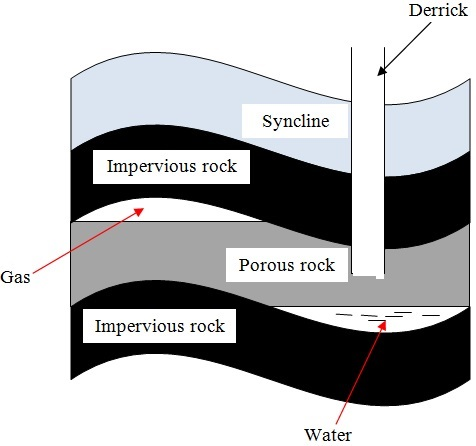 Derrick
Syncline
Impervious rock
Porous rock
Gas
Impervious rock
Water